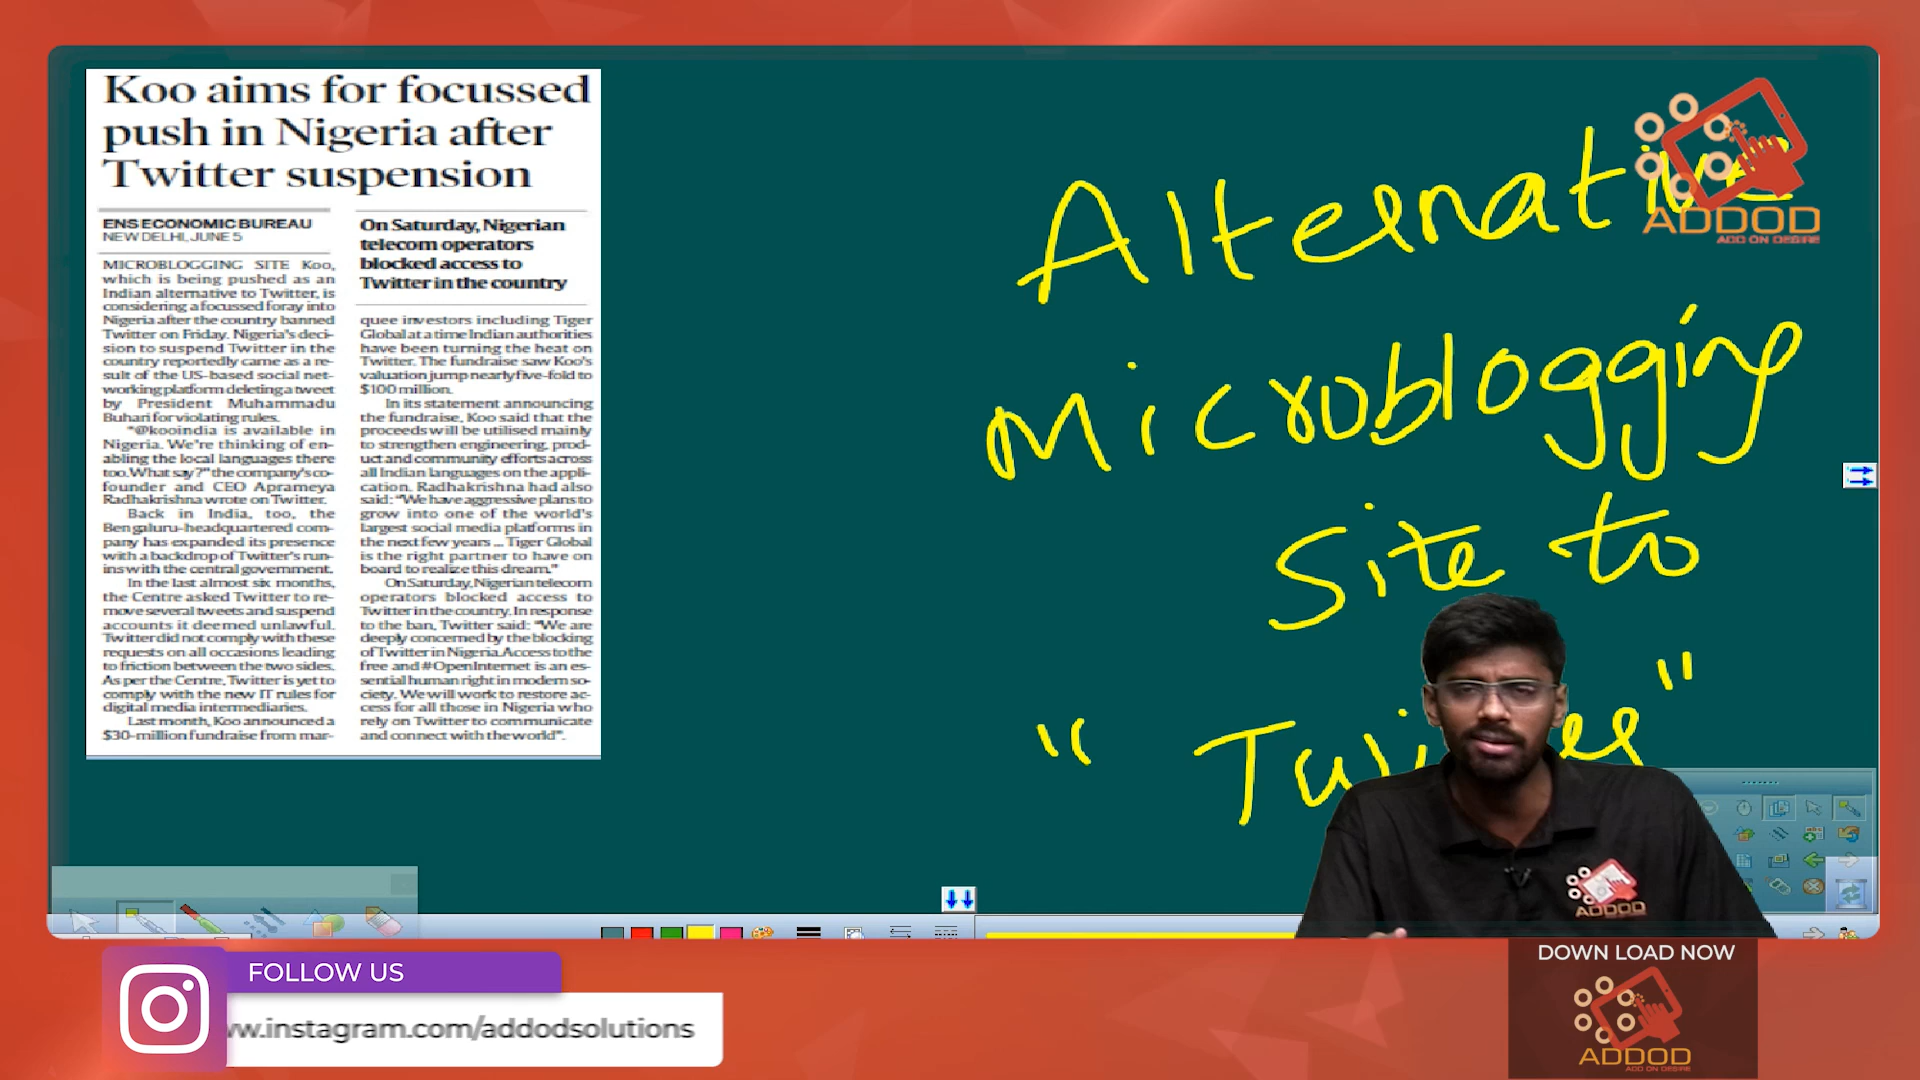 Koo aims for focussed
push in Nigeria after
Twitter suspension
ENS ECONOMIC BUREAU
NEW DELHI, JUNE 5
MICROBLOGGING SITE Koo,
which is being pushed as an
Indian alternative to Twitter, is
considering a focussed foray into
Nigeria after the country banned
Twitter on Friday. Nigeria's deci-
sion to suspend Twitter in the
country reportedly came as a re-
sult of the US-based social net-
working platform deleting a tweet
by President Muhammadu
Buhari for violating rules.
"@kooindia is available in
Nigeria. We're thinking of en-
abling the local languages there
too. What say?" the company's co-
founder and CEO Aprameya
Radhakrishna wrote on Twitter.
Back in India, too, the
Bengaluru-headquartered com-
pany has expanded its presence
with a backdrop of Twitter's run-
ins with the central government.
In the last almost six months,
the Centre asked Twitter to re-
move several tweets and suspend
accounts it deemed unlawful.
Twitter did not comply with these
requests on all occasions leading
to friction between the two sides.
As per the Centre, Twitter is yet to
comply with the new IT rules for
digital media intermediaries.
Last month, Koo announced a
$30-million fundraise from mar-
On Saturday, Nigerian
telecom operators
blocked access to
Twitter in the country
quee investors including Tiger
Global at a time Indian authorities
have been turning the heat on
Twitter. The fundraise saw Koo's
valuation jump nearly five-fold to
$100 million.
In its statement announcing
the fundraise, Koo said that the
proceeds will be utilised mainly
to strengthen engineering, prod-
uct and community efforts across
all Indian languages on the appli-
cation. Radhakrishna had also
said: "We have aggressive plans to
grow into one of the world's
largest social media platforms in
the next few years ... Tiger Global
is the right partner to have on
board to realize this dream."
On Saturday, Nigerian telecom
operators blocked access to
Twitter in the country. In response
to the ban, Twitter said: "We are
deeply concerned by the blocking
of Twitter in Nigeria. Access to the
free and #OpenInternet is an es-
sential human right in modern so-
ciety. We will work to restore ac-
cess for all those in Nigeria who
rely on Twitter to communicate
and connect with the world".
Alternative
microblogging
Site to
ADDOD
ADD ON DESIRE
ADDOD
FOLLOW US
ww.instagram.com/addodsolutions
DOWN LOAD NOW
ADDOD
ADD ON DESIRE